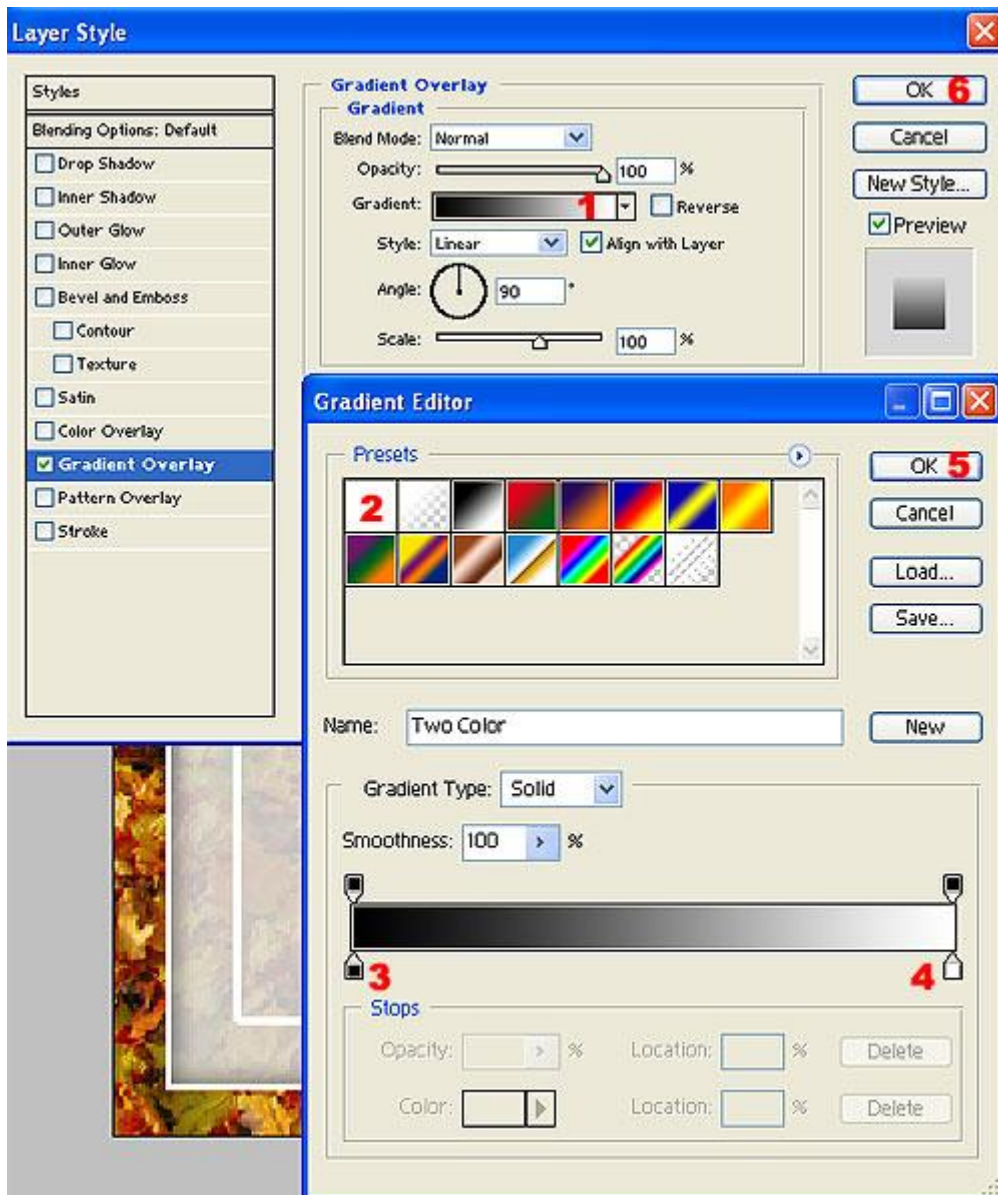 Layer Style
Styles
Blending Options: Default
Drop Shadow
Inner Shadow
Outer Glow
Inner Glow
Bevel and Emboss
Contour
Texture
Satin
Color Overlay
Gradient Overlay
Pattern Overlay
Stroke
Gradient Overlay
Gradient
Blend Mode: Normal
Opacity: 100 %
Gradient: 1 Reverse
Style: Linear Align with Layer
Angle: 90 °
Scale: 100 %
OK 6
Cancel
New Style...
Preview
Gradient Editor
Presets
2
OK 5
Cancel
Load...
Save...
Name: Two Color
New
Gradient Type: Solid
Smoothness: 100 %
3 4
Stops
Opacity: % Location: % Delete
Color: Location: % Delete